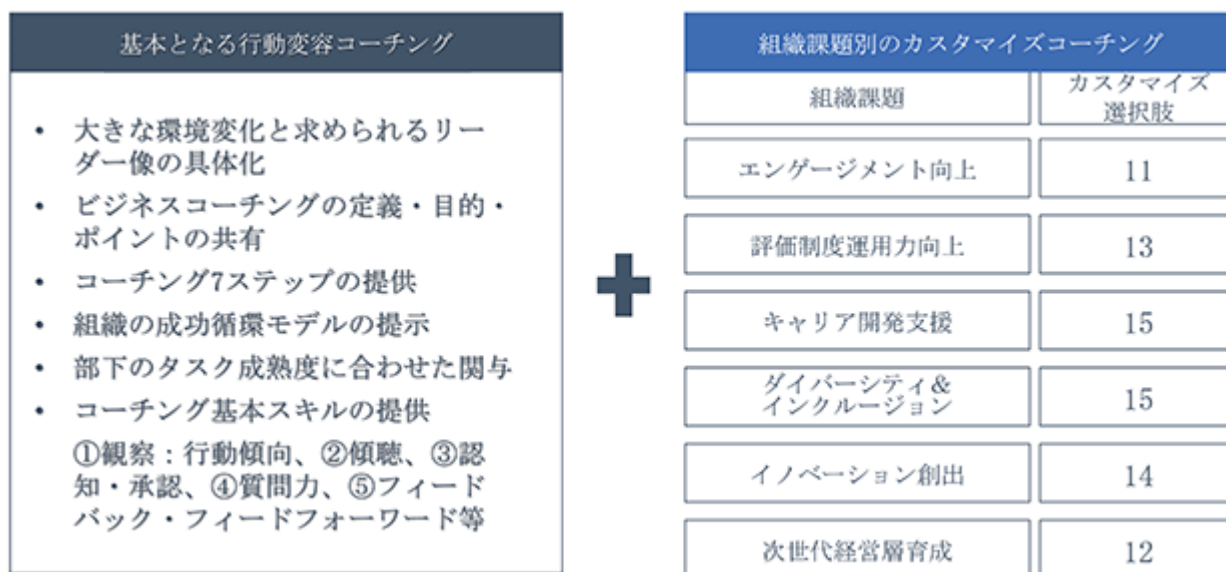 基本となる行動変容コーチング
• 大きな環境変化と求められるリー
ダー像の具体化
• ビジネスコーチングの定義・目的・
ポイントの共有
• コーチング7ステップの提供
• 組織の成功循環モデルの提示
• 部下のタスク成熟度に合わせた関与
• コーチング基本スキルの提供
①観察：行動傾向、②傾聴、③認
知・承認、④質問力、⑤フィード
バック・フィードフォーワード等
組織課題別のカスタマイズコーチング
組織課題
カスタマイズ
選択肢
エンゲージメント向上
11
評価制度運用力向上
13
キャリア開発支援
15
ダイバーシティ&
インクルージョン
15
イノベーション創出
14
次世代経営層育成
12